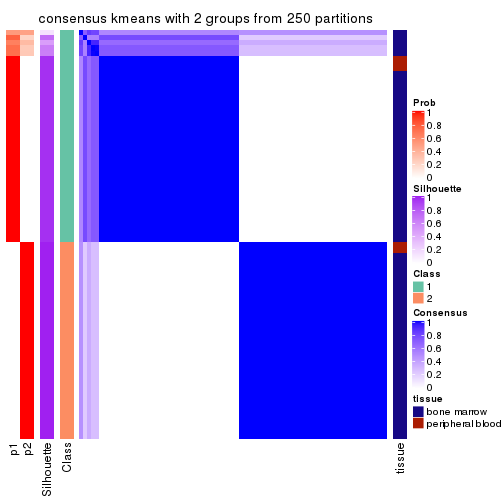 consensus kmeans with 2 groups from 250 partitions
Prob
1
0.8
0.6
0.4
0.2
0
Silhouette
1
0.8
0.6
0.4
0.2
0
Class
1
2
Consensus
1
0.8
0.6
0.4
0.2
0
tissue
bone marrow
peripheral blood
p1
p2
Silhouette
Class
tissue